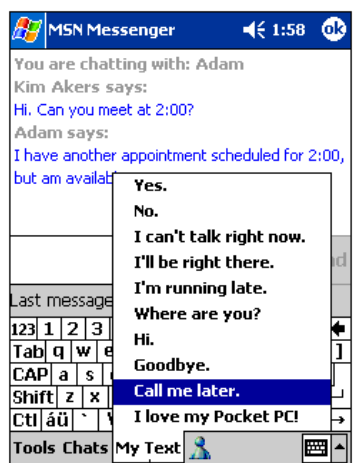 MSN Messenger 1:58 ok
You are chatting with: Adam
Kim Akers says:
Hi. Can you meet at 2:00?
Adam says:
I have another appointment scheduled for 2:00,
but am
Yes.
No.
I can't talk right now.
I'll be right there.
I'm running late.
Where are you?
Hi.
Goodbye.
Call me later.
I love my Pocket PC!
Last message
123 1 2 3
Tab q w e ]
CAP a s
Shift z x
Ctl áü `
Tools Chats My Text